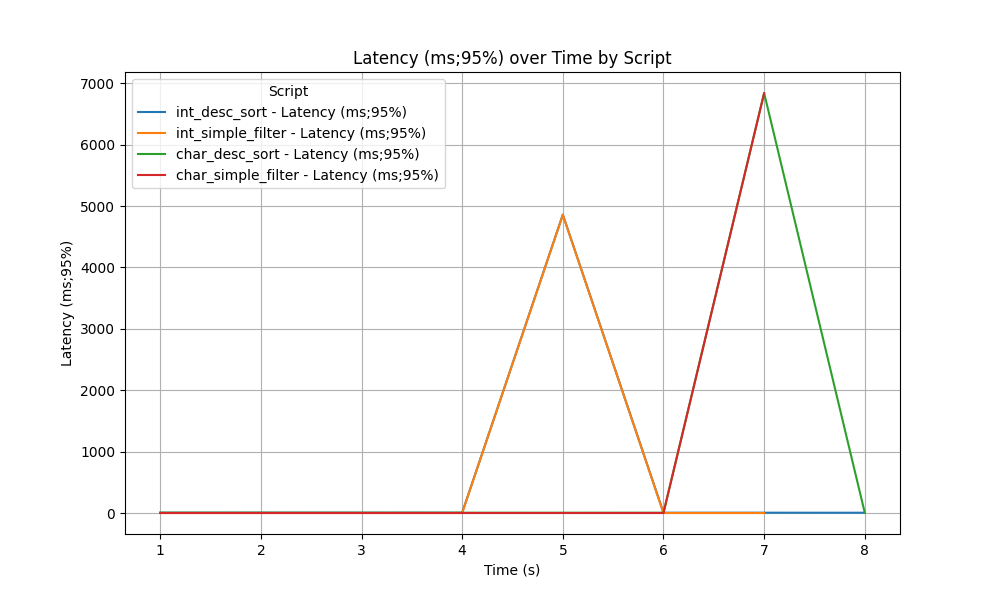 Latency (ms;95%) over Time by Script
Script
int_desc_sort - Latency (ms;95%)
int_simple_filter - Latency (ms;95%)
char_desc_sort - Latency (ms;95%)
char_simple_filter - Latency (ms;95%)
Latency (ms;95%)
7000
6000
5000
4000
3000
2000
1000
0
1 2 3 4 5 6 7 8
Time (s)